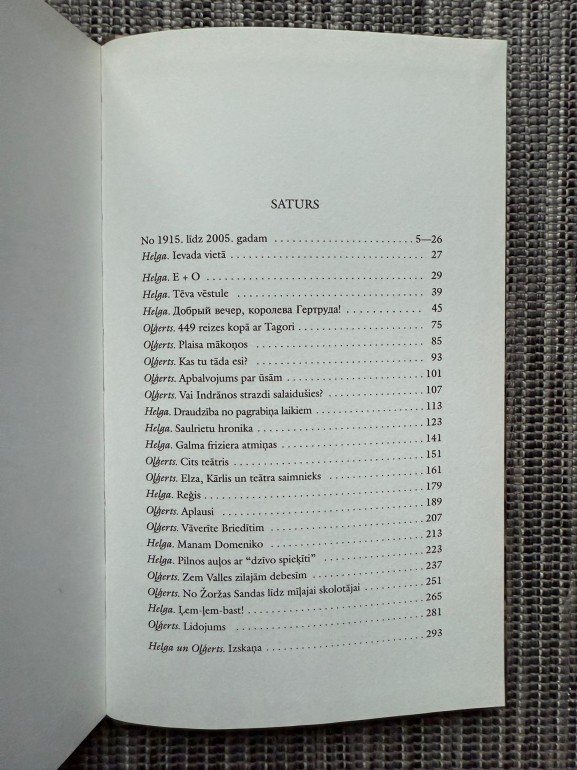 SATURS
No 1915. līdz 2005. gadam ........................ 5—26
Helga. Ievada vietā ........................ 27
Helga. E + O ........................ 29
Helga. Tēva vēstule ........................ 39
Helga. Добрый вечер, королева Гертруда! ........................ 45
Oļģerts. 449 reizes kopā ar Tagori ........................ 75
Oļģerts. Plaisa mākoņos ........................ 85
Oļģerts. Kas tu tāda esi? ........................ 93
Oļģerts. Apbalvojums par ūsām ........................ 101
Oļģerts. Vai Indrānos strazdi salaidušies? ........................ 107
Helga. Draudzība no pagrabiņa laikiem ........................ 113
Helga. Saulrietu hronika ........................ 123
Helga. Galma friziera atmiņas ........................ 141
Oļģerts. Cits teātris ........................ 151
Oļģerts. Elza, Kārlis un teātra saimnieks ........................ 161
Helga. Reģis ........................ 179
Oļģerts. Aplausi ........................ 189
Oļģerts. Vāverīte Briedītim ........................ 207
Helga. Manam Domeniko ........................ 213
Helga. Pilnos auļos ar “dzīvo spieķīti” ........................ 223
Oļģerts. Zem Valles zilajām debesīm ........................ 237
Oļģerts. No Žoržas Sandas līdz mīļajai skolotājai ........................ 251
Helga. Ļem-ļem-bast! ........................ 265
Oļģerts. Lidojums ........................ 281
Helga un Oļģerts. Izskaņa ........................ 293